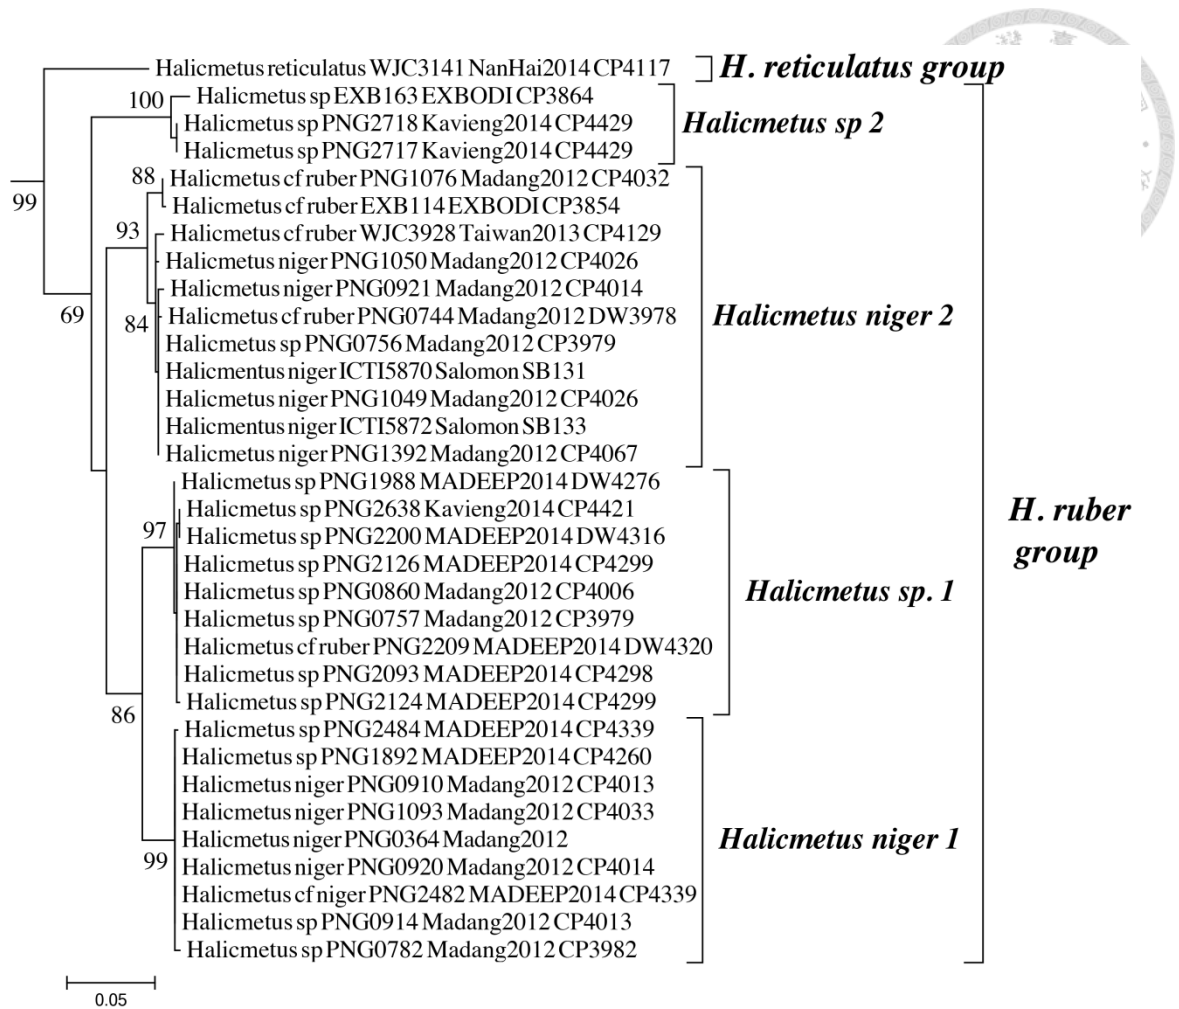 Halicmetus reticulatus WJC3141 NanHai2014 CP4117
H. reticulatus group
100
Halicmetus sp EXB163 EXBODI CP3864
Halicmetus sp PNG2718 Kavieng2014 CP4429
Halicmetus sp 2
Halicmetus sp PNG2717 Kavieng2014 CP4429
88
Halicmetus cf ruber PNG1076 Madang2012 CP4032
99
Halicmetus cf ruber EXB114 EXBODI CP3854
93
Halicmetus cf ruber WJC3928 Taiwan2013 CP4129
Halicmetus niger PNG1050 Madang2012 CP4026
Halicmetus niger PNG0921 Madang2012 CP4014
69
84
Halicmetus cf ruber PNG0744 Madang2012 DW3978
Halicmetus niger 2
Halicmetus sp PNG0756 Madang2012 CP3979
Halicmentus niger ICTI5870 Salomon SB131
Halicmetus niger PNG1049 Madang2012 CP4026
Halicmentus niger ICTI5872 Salomon SB133
Halicmetus niger PNG1392 Madang2012 CP4067
Halicmetus sp PNG1988 MADEEP2014 DW4276
Halicmetus sp PNG2638 Kavieng2014 CP4421
97
Halicmetus sp PNG2200 MADEEP2014 DW4316
Halicmetus sp PNG2126 MADEEP2014 CP4299
Halicmetus sp PNG0860 Madang2012 CP4006
Halicmetus sp. 1
H. ruber
group
Halicmetus sp PNG0757 Madang2012 CP3979
Halicmetus cf ruber PNG2209 MADEEP2014 DW4320
Halicmetus sp PNG2093 MADEEP2014 CP4298
Halicmetus sp PNG2124 MADEEP2014 CP4299
86
Halicmetus sp PNG2484 MADEEP2014 CP4339
Halicmetus sp PNG1892 MADEEP2014 CP4260
Halicmetus niger PNG0910 Madang2012 CP4013
Halicmetus niger PNG1093 Madang2012 CP4033
Halicmetus niger PNG0364 Madang2012
Halicmetus niger 1
99
Halicmetus niger PNG0920 Madang2012 CP4014
Halicmetus cf niger PNG2482 MADEEP2014 CP4339
Halicmetus sp PNG0914 Madang2012 CP4013
Halicmetus sp PNG0782 Madang2012 CP3982
0.05